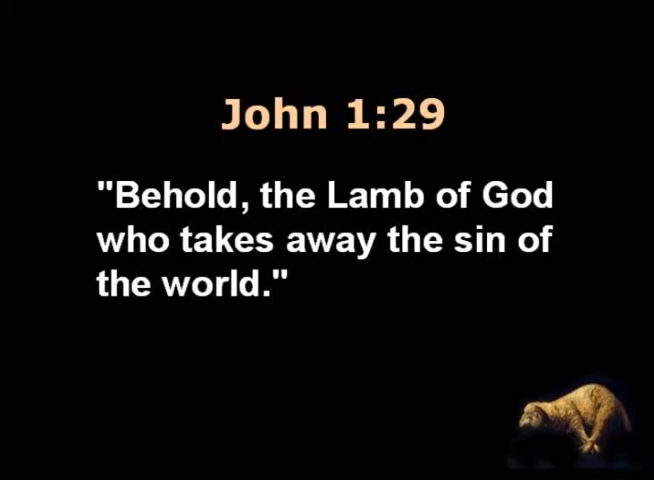 John 1:29
"Behold, the Lamb of God
who takes away the sin of
the world."